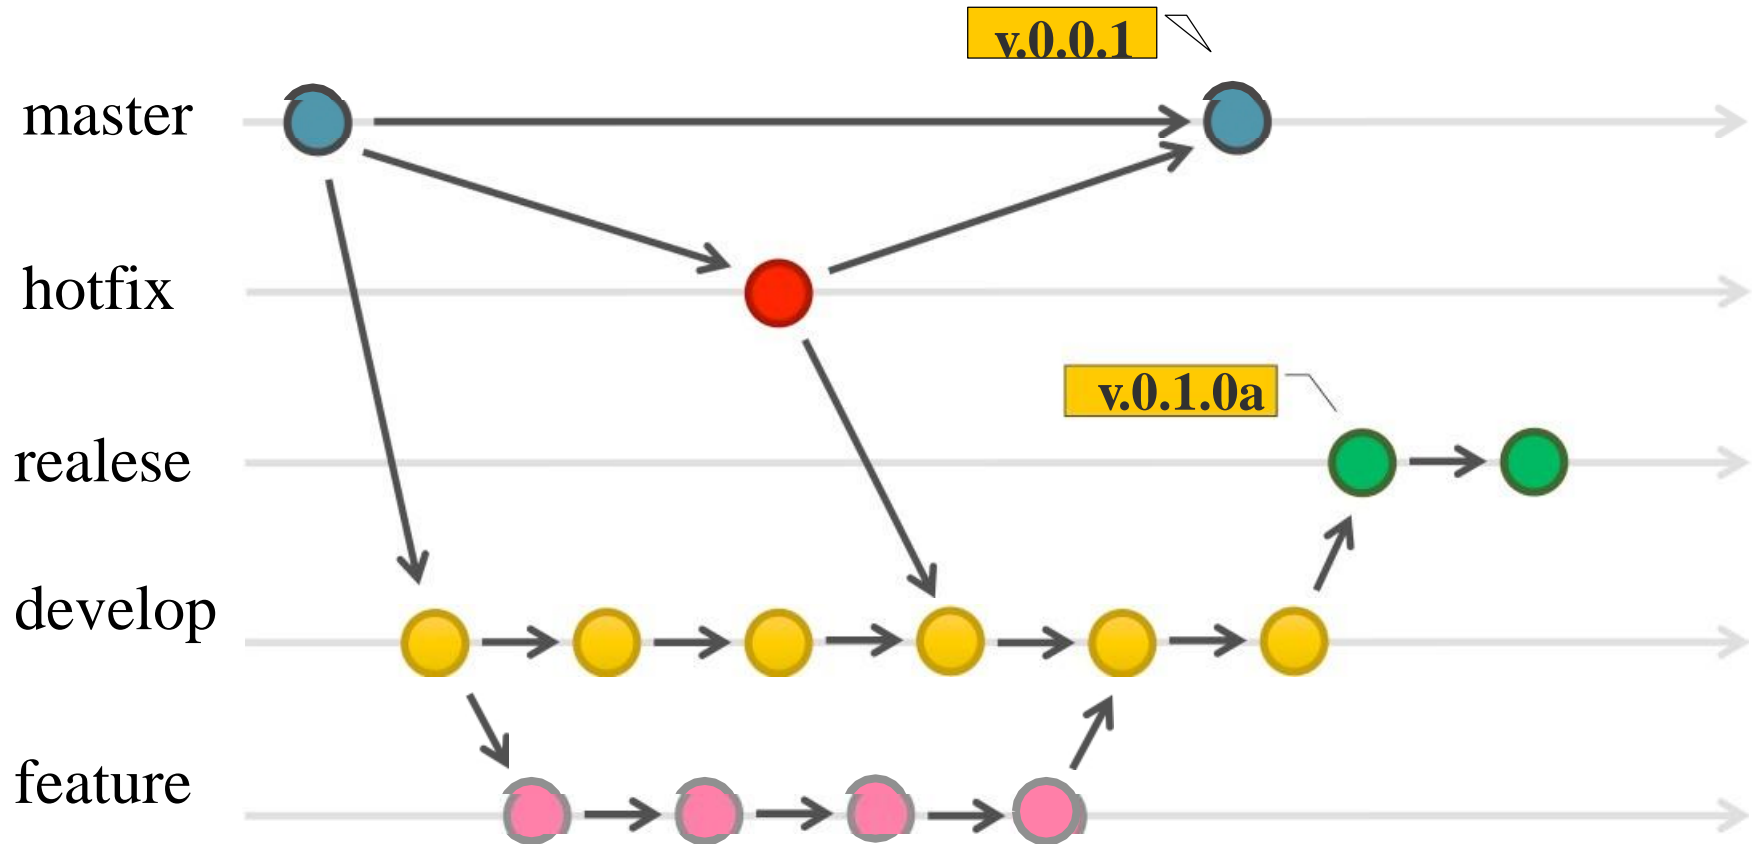 v.0.0.1
master
hotfix
v.0.1.0a
realese
develop
feature